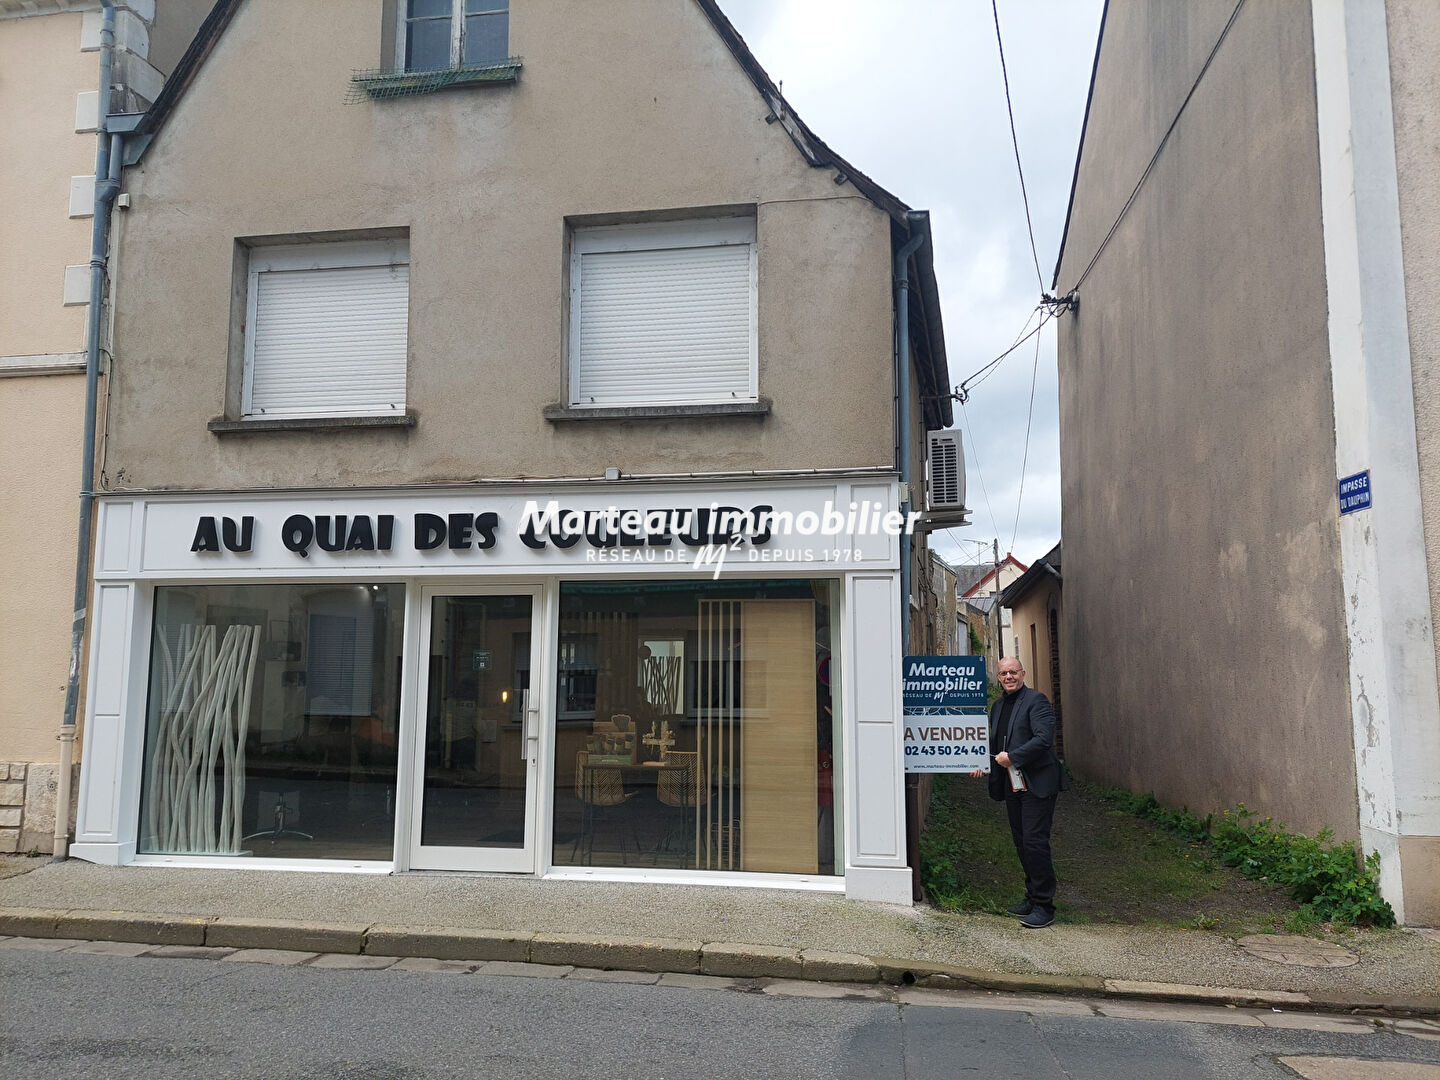 AU QUAI DES COULEURS
Marteau immobilier
RÉSEAU DE M² DEPUIS 1978
IMPASSE
DU DAUPHIN
Marteau
immobilier
RÉSEAU DE M² DEPUIS 1978
A VENDRE
02 43 50 24 40
www.marteau-immobilier.com